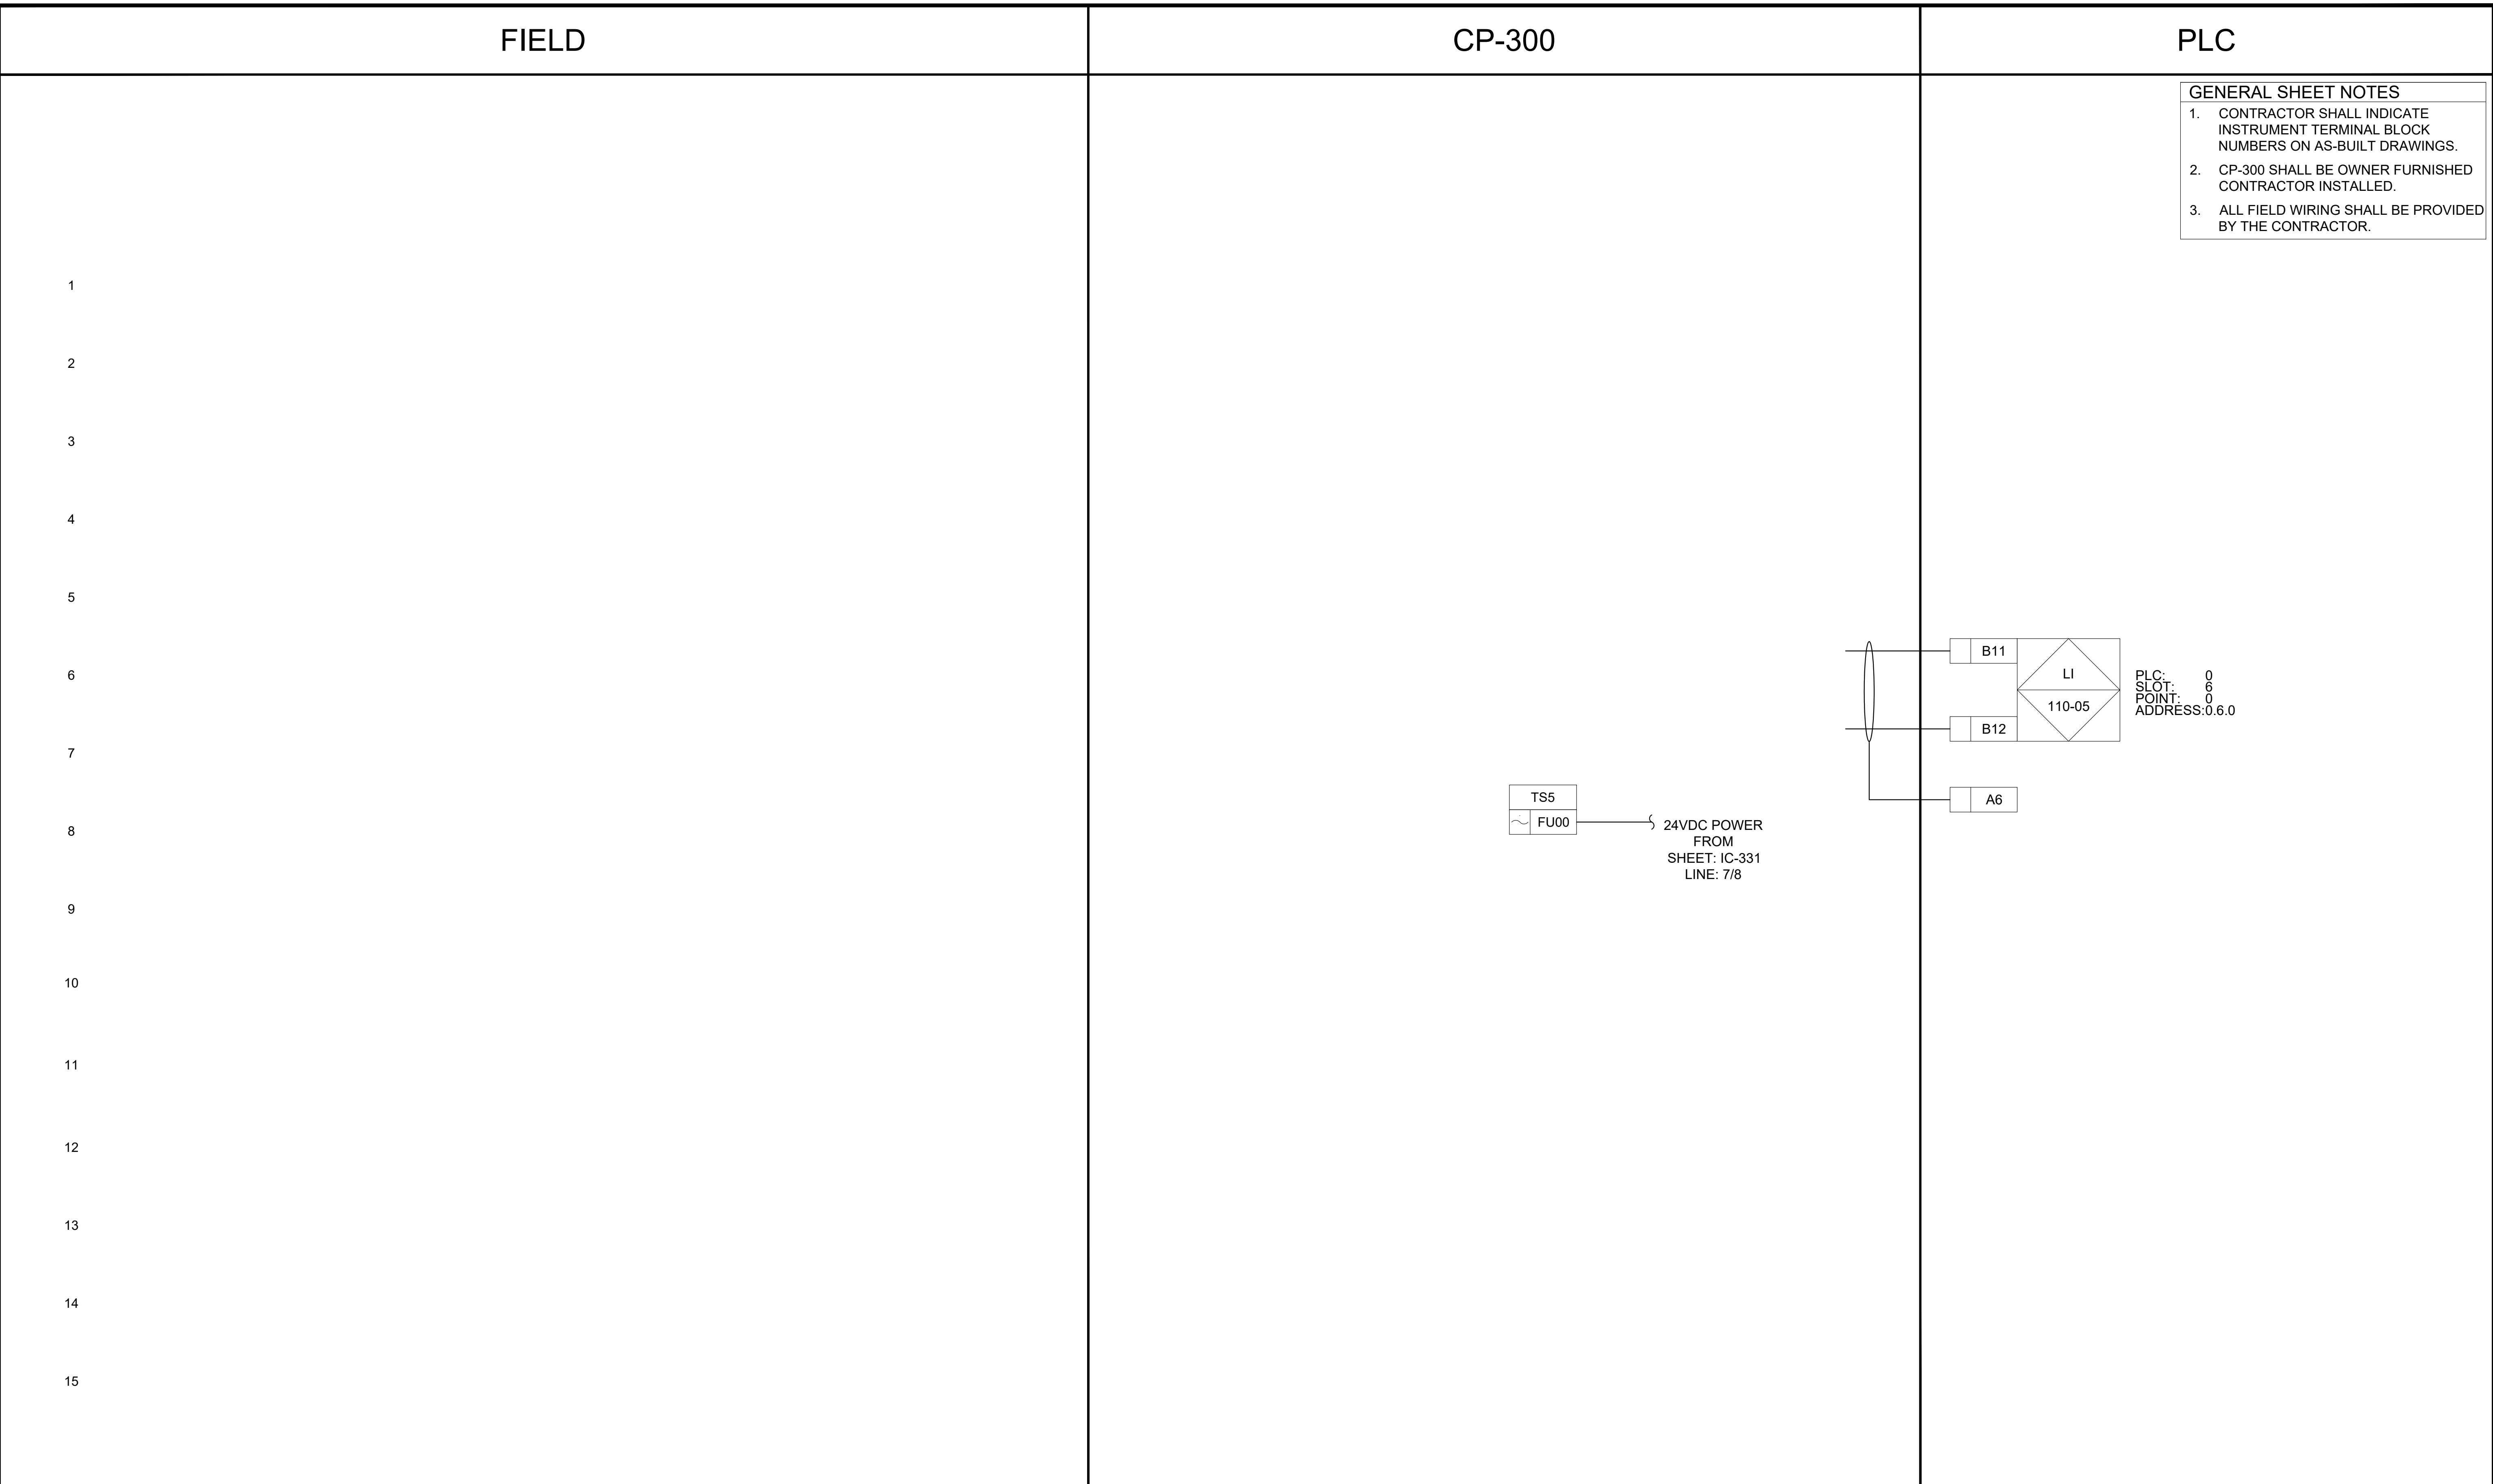 FIELD
CP-300
PLC
GENERAL SHEET NOTES
1. CONTRACTOR SHALL INDICATE
INSTRUMENT TERMINAL BLOCK
NUMBERS ON AS-BUILT DRAWINGS.
2. CP-300 SHALL BE OWNER FURNISHED
CONTRACTOR INSTALLED.
3. ALL FIELD WIRING SHALL BE PROVIDED
BY THE CONTRACTOR.
1
2
3
4
5
6
7
8
9
10
11
12
13
14
15
TS5
FU00
24VDC POWER
FROM
SHEET: IC-331
LINE: 7/8
B11
LI
110-05
B12
A6
PLC: 0
SLOT: 6
POINT: 0
ADDRESS:0.6.0